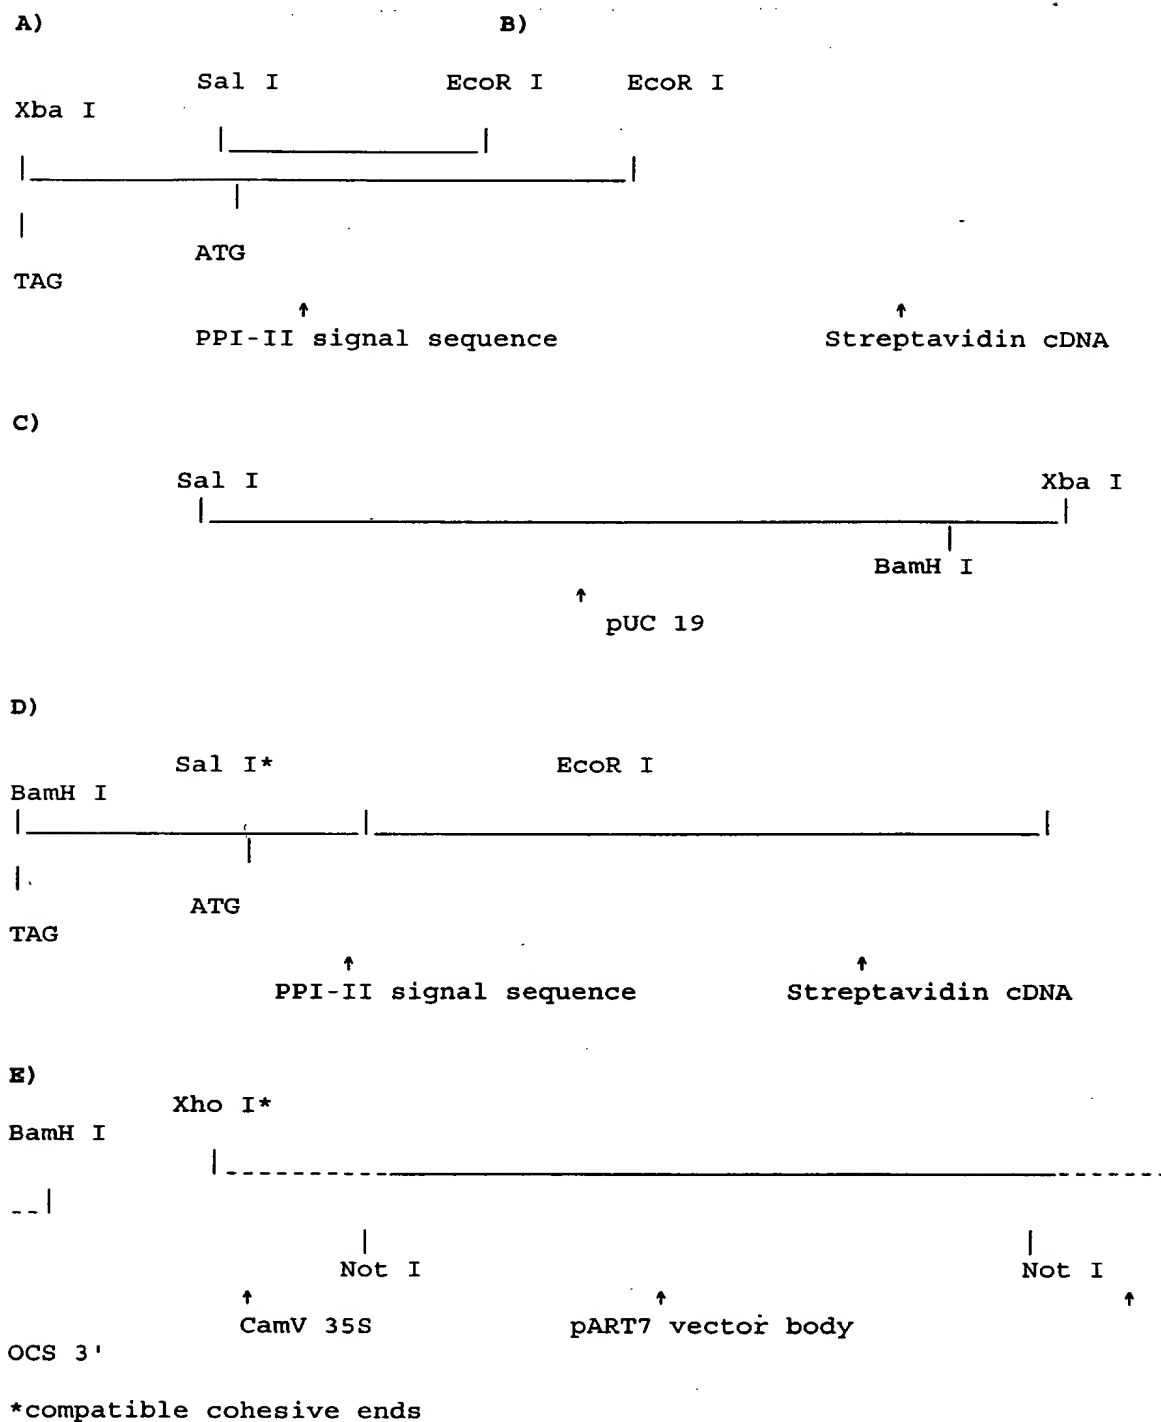 A) B)
Sal I EcoR I EcoR I
Xba I
ATG
TAG
PPI-II signal sequence Streptavidin cDNA
C)
Sal I Xba I
BamH I
pUC 19
D)
Sal I* EcoR I
BamH I
ATG
TAG
PPI-II signal sequence Streptavidin cDNA
E)
Xho I*
BamH I
Not I Not I
CamV 35S pART7 vector body
OCS 3'
*compatible cohesive ends